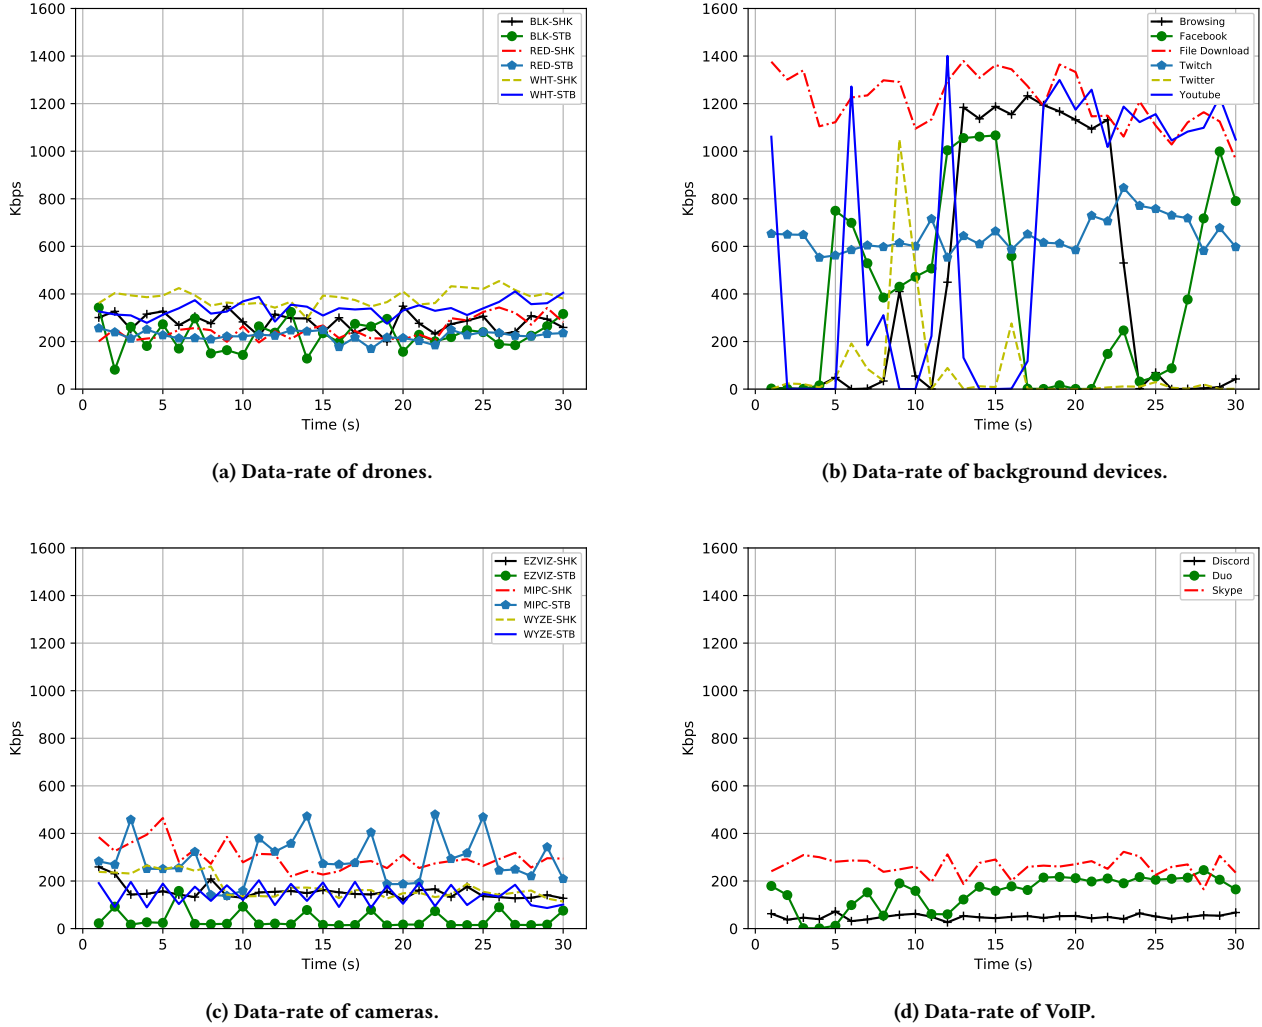 1600
1400
1200
1000
800
600
400
200
0
Kbps
0 5 10 15 20 25 30
Time (s)
BLK-SHK
BLK-STB
RED-SHK
RED-STB
WHT-SHK
WHT-STB
(a) Data-rate of drones.
1600
1400
1200
1000
800
600
400
200
0
Kbps
0 5 10 15 20 25 30
Time (s)
Browsing
Facebook
File Download
Twitch
Twitter
Youtube
(b) Data-rate of background devices.
1600
1400
1200
1000
800
600
400
200
0
Kbps
0 5 10 15 20 25 30
Time (s)
EZVIZ-SHK
EZVIZ-STB
MIPC-SHK
MIPC-STB
WYZE-SHK
WYZE-STB
(c) Data-rate of cameras.
1600
1400
1200
1000
800
600
400
200
0
Kbps
0 5 10 15 20 25 30
Time (s)
Discord
Duo
Skype
(d) Data-rate of VoIP.